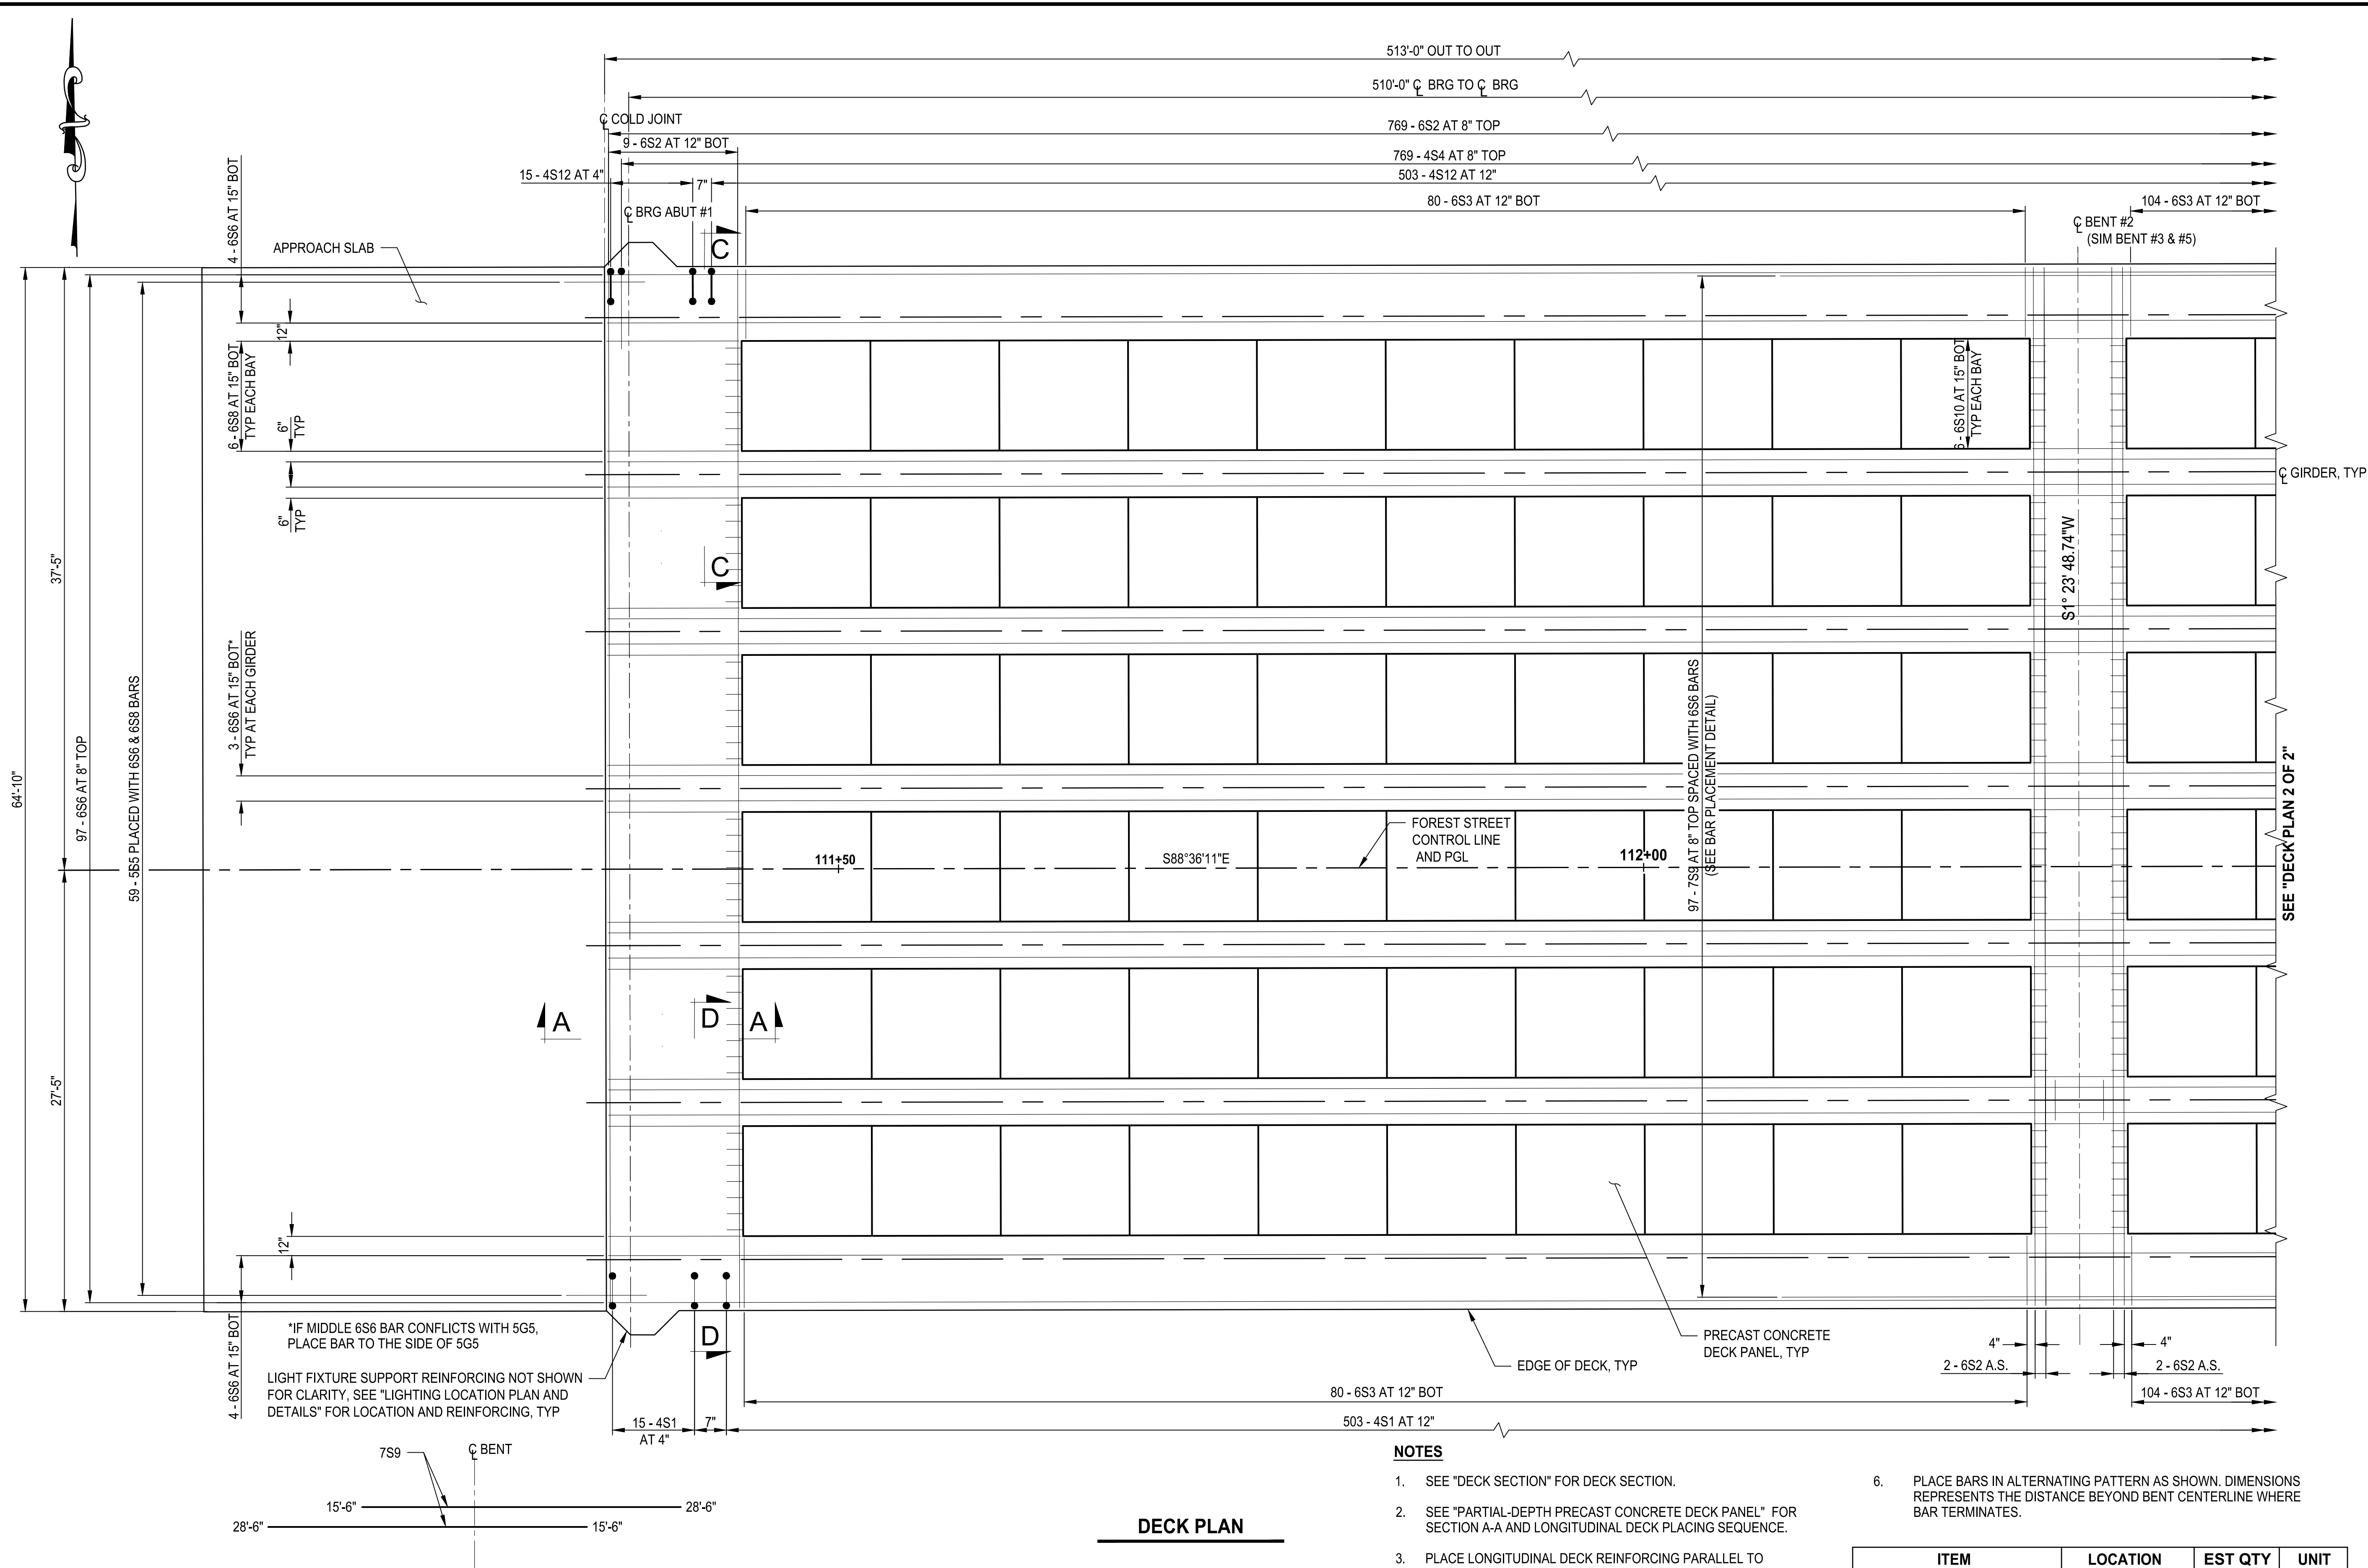 513'-0" OUT TO OUT
510'-0" ℄ BRG TO ℄ BRG
℄ COLD JOINT
769 - 6S2 AT 8" TOP
9 - 6S2 AT 12" BOT
769 - 4S4 AT 8" TOP
15 - 4S12 AT 4"
7"
503 - 4S12 AT 12"
80 - 6S3 AT 12" BOT
104 - 6S3 AT 12" BOT
℄ BRG ABUT #1
℄ BENT #2
(SIM BENT #3 & #5)
C
APPROACH SLAB
4 - 6S6 AT 15" BOT
12"
6 - 6S8 AT 15" BOT
TYP EACH BAY
6"
TYP
6"
TYP
6 - 6S10 AT 15" BOT
TYP EACH BAY
℄ GIRDER, TYP
C
S1° 23' 48.74"W
37'-5"
3 - 6S6 AT 15" BOT*
TYP AT EACH GIRDER
64'-10"
97 - 6S6 AT 8" TOP
59 - 5S5 PLACED WITH 6S6 & 6S8 BARS
97 - 7S9 AT 8" TOP SPACED WITH 6S6 BARS
(SEE BAR PLACEMENT DETAIL)
SEE "DECK PLAN 2 OF 2"
FOREST STREET
CONTROL LINE
AND PGL
111+50
S88°36'11"E
112+00
27'-5"
A
D
A
12"
4 - 6S6 AT 15" BOT
*IF MIDDLE 6S6 BAR CONFLICTS WITH 5G5,
PLACE BAR TO THE SIDE OF 5G5
D
LIGHT FIXTURE SUPPORT REINFORCING NOT SHOWN
FOR CLARITY, SEE "LIGHTING LOCATION PLAN AND
DETAILS" FOR LOCATION AND REINFORCING, TYP
EDGE OF DECK, TYP
PRECAST CONCRETE
DECK PANEL, TYP
4"
4"
2 - 6S2 A.S.
2 - 6S2 A.S.
80 - 6S3 AT 12" BOT
104 - 6S3 AT 12" BOT
15 - 4S1
AT 4"
7"
503 - 4S1 AT 12"
7S9
℄ BENT
15'-6"
28'-6"
28'-6"
15'-6"
DECK PLAN
NOTES
1. SEE "DECK SECTION" FOR DECK SECTION.
2. SEE "PARTIAL-DEPTH PRECAST CONCRETE DECK PANEL" FOR
SECTION A-A AND LONGITUDINAL DECK PLACING SEQUENCE.
3. PLACE LONGITUDINAL DECK REINFORCING PARALLEL TO
6. PLACE BARS IN ALTERNATING PATTERN AS SHOWN. DIMENSIONS
REPRESENTS THE DISTANCE BEYOND BENT CENTERLINE WHERE
BAR TERMINATES.
ITEM LOCATION EST QTY UNIT